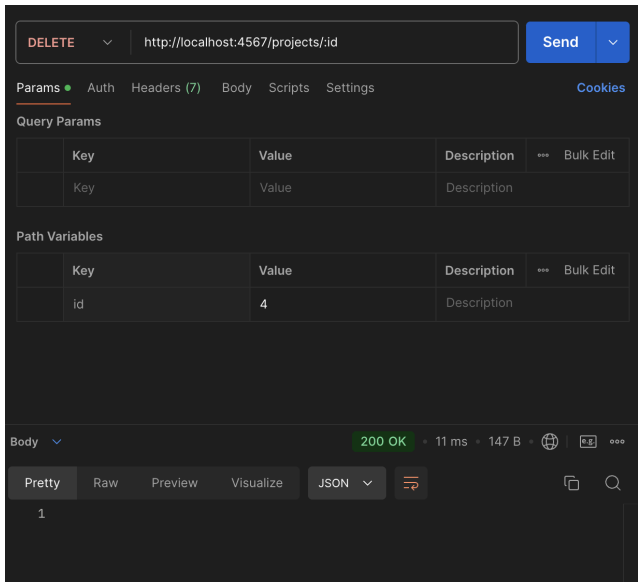 DELETE http://localhost:4567/projects/:id Send
Params Auth Headers (7) Body Scripts Settings Cookies
Query Params
Key Value Description Bulk Edit
Key Value Description
Path Variables
Key Value Description Bulk Edit
id 4 Description
Body 200 OK 11 ms 147 B e.g.
Pretty Raw Preview Visualize JSON
1